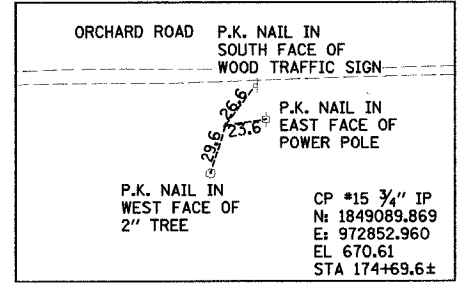 ORCHARD ROAD
P.K. NAIL IN
SOUTH FACE OF
WOOD TRAFFIC SIGN
26.6
P.K. NAIL IN
EAST FACE OF
POWER POLE
23.6
29.6
P.K. NAIL IN
WEST FACE OF
2" TREE
CP #15 3/4" IP
N: 1849089.869
E: 972852.960
EL 670.61
STA 174+69.6±